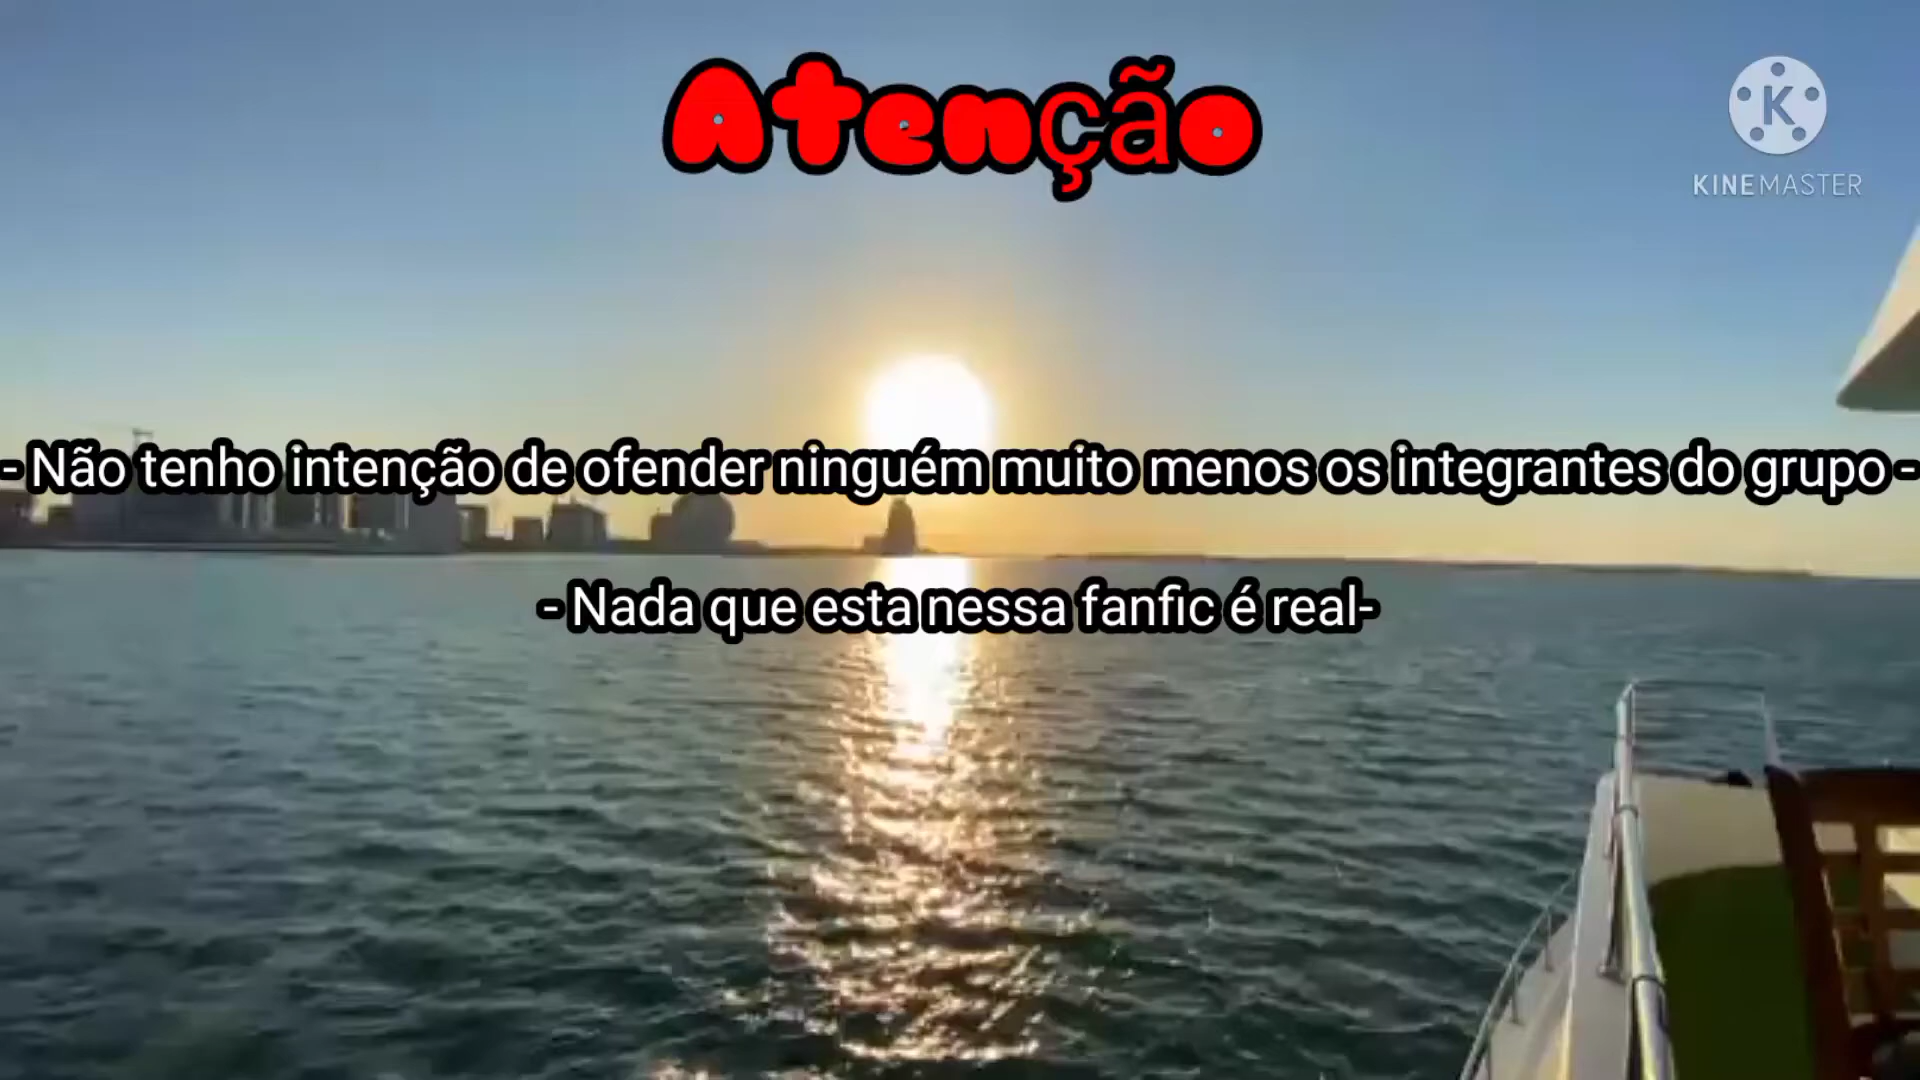 Atenção
KINEMASTER
- Não tenho intenção de ofender ninguém muito menos os integrantes do grupo -
- Nada que esta nessa fanfic é real-